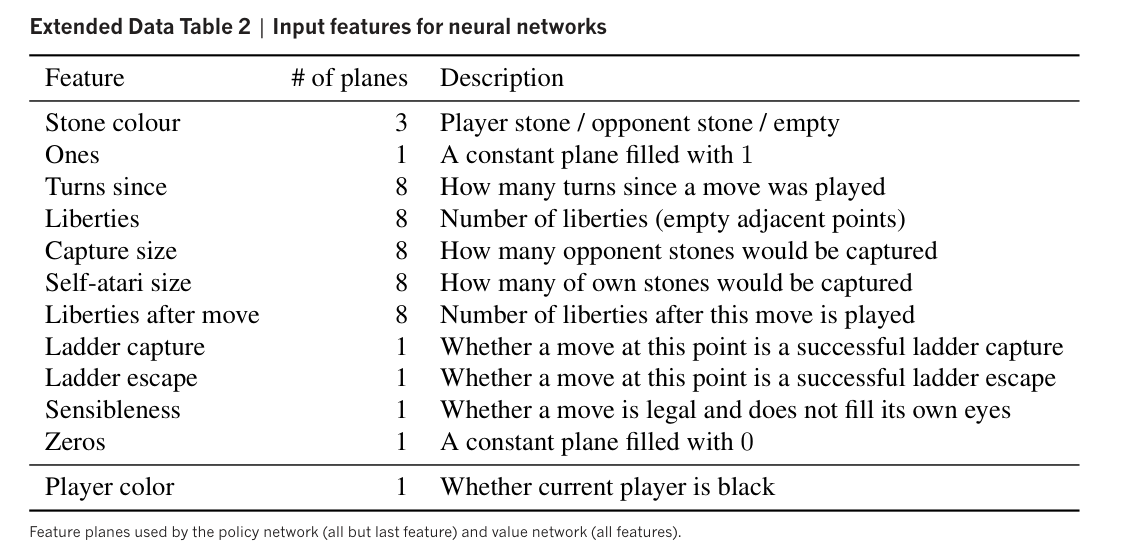 Extended Data Table 2 | Input features for neural networks
Feature # of planes Description
Stone colour 3 Player stone / opponent stone / empty
Ones 1 A constant plane filled with 1
Turns since 8 How many turns since a move was played
Liberties 8 Number of liberties (empty adjacent points)
Capture size 8 How many opponent stones would be captured
Self-atari size 8 How many of own stones would be captured
Liberties after move 8 Number of liberties after this move is played
Ladder capture 1 Whether a move at this point is a successful ladder capture
Ladder escape 1 Whether a move at this point is a successful ladder escape
Sensibleness 1 Whether a move is legal and does not fill its own eyes
Zeros 1 A constant plane filled with 0
Player color 1 Whether current player is black
Feature planes used by the policy network (all but last feature) and value network (all features).